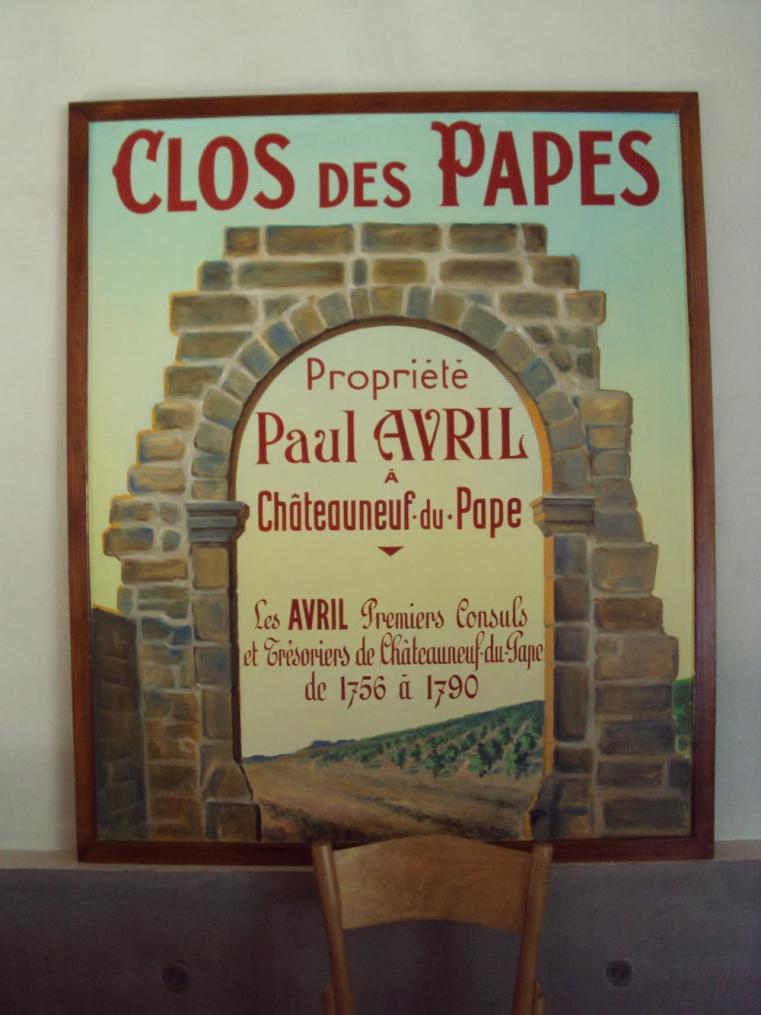 CLOS DES PAPES
Propriété
Paul AVRIL
À
Châteauneuf·du·Pape
Les AVRIL Premiers Consuls
et Trésoriers de Châteauneuf-du-Pape
de 1756 à 1790